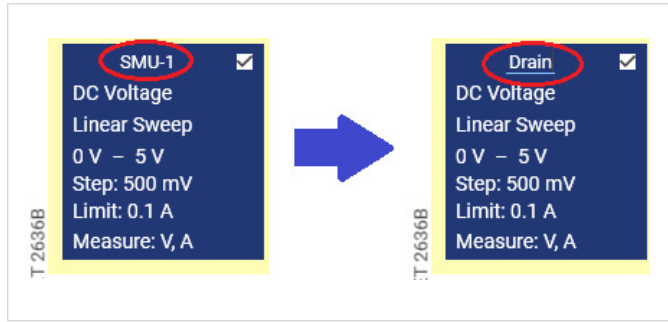 SMU-1
DC Voltage
Linear Sweep
0 V – 5 V
Step: 500 mV
Limit: 0.1 A
Measure: V, A
2636B
Drain
DC Voltage
Linear Sweep
0 V – 5 V
Step: 500 mV
Limit: 0.1 A
Measure: V, A
2636B